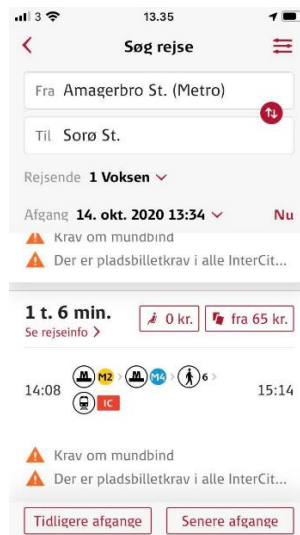 3
13.35
Søg rejse
Fra Amagerbro St. (Metro)
Til Sorø St.
Rejsende 1 Voksen
Afgang 14. okt. 2020 13:34 Nu
Krav om mundbind
Der er pladsbilletkrav i alle InterCit...
1 t. 6 min.
0 kr. fra 65 kr.
Se rejseinfo >
M M2 > M M4 > 6 >
14:08 15:14
IC
Krav om mundbind
Der er pladsbilletkrav i alle InterCit...
Tidligere afgange Senere afgange